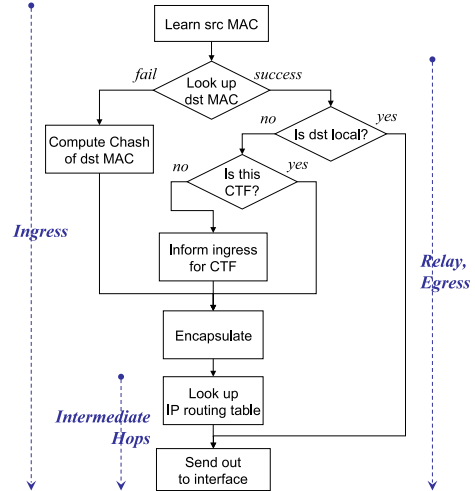 Learn src MAC
fail
Look up
dst MAC
success
Compute Chash
of dst MAC
no
Is dst local?
yes
no
Is this
CTF?
yes
Ingress
Inform ingress
for CTF
Relay,
Egress
Encapsulate
Look up
IP routing table
Intermediate
Hops
Send out
to interface